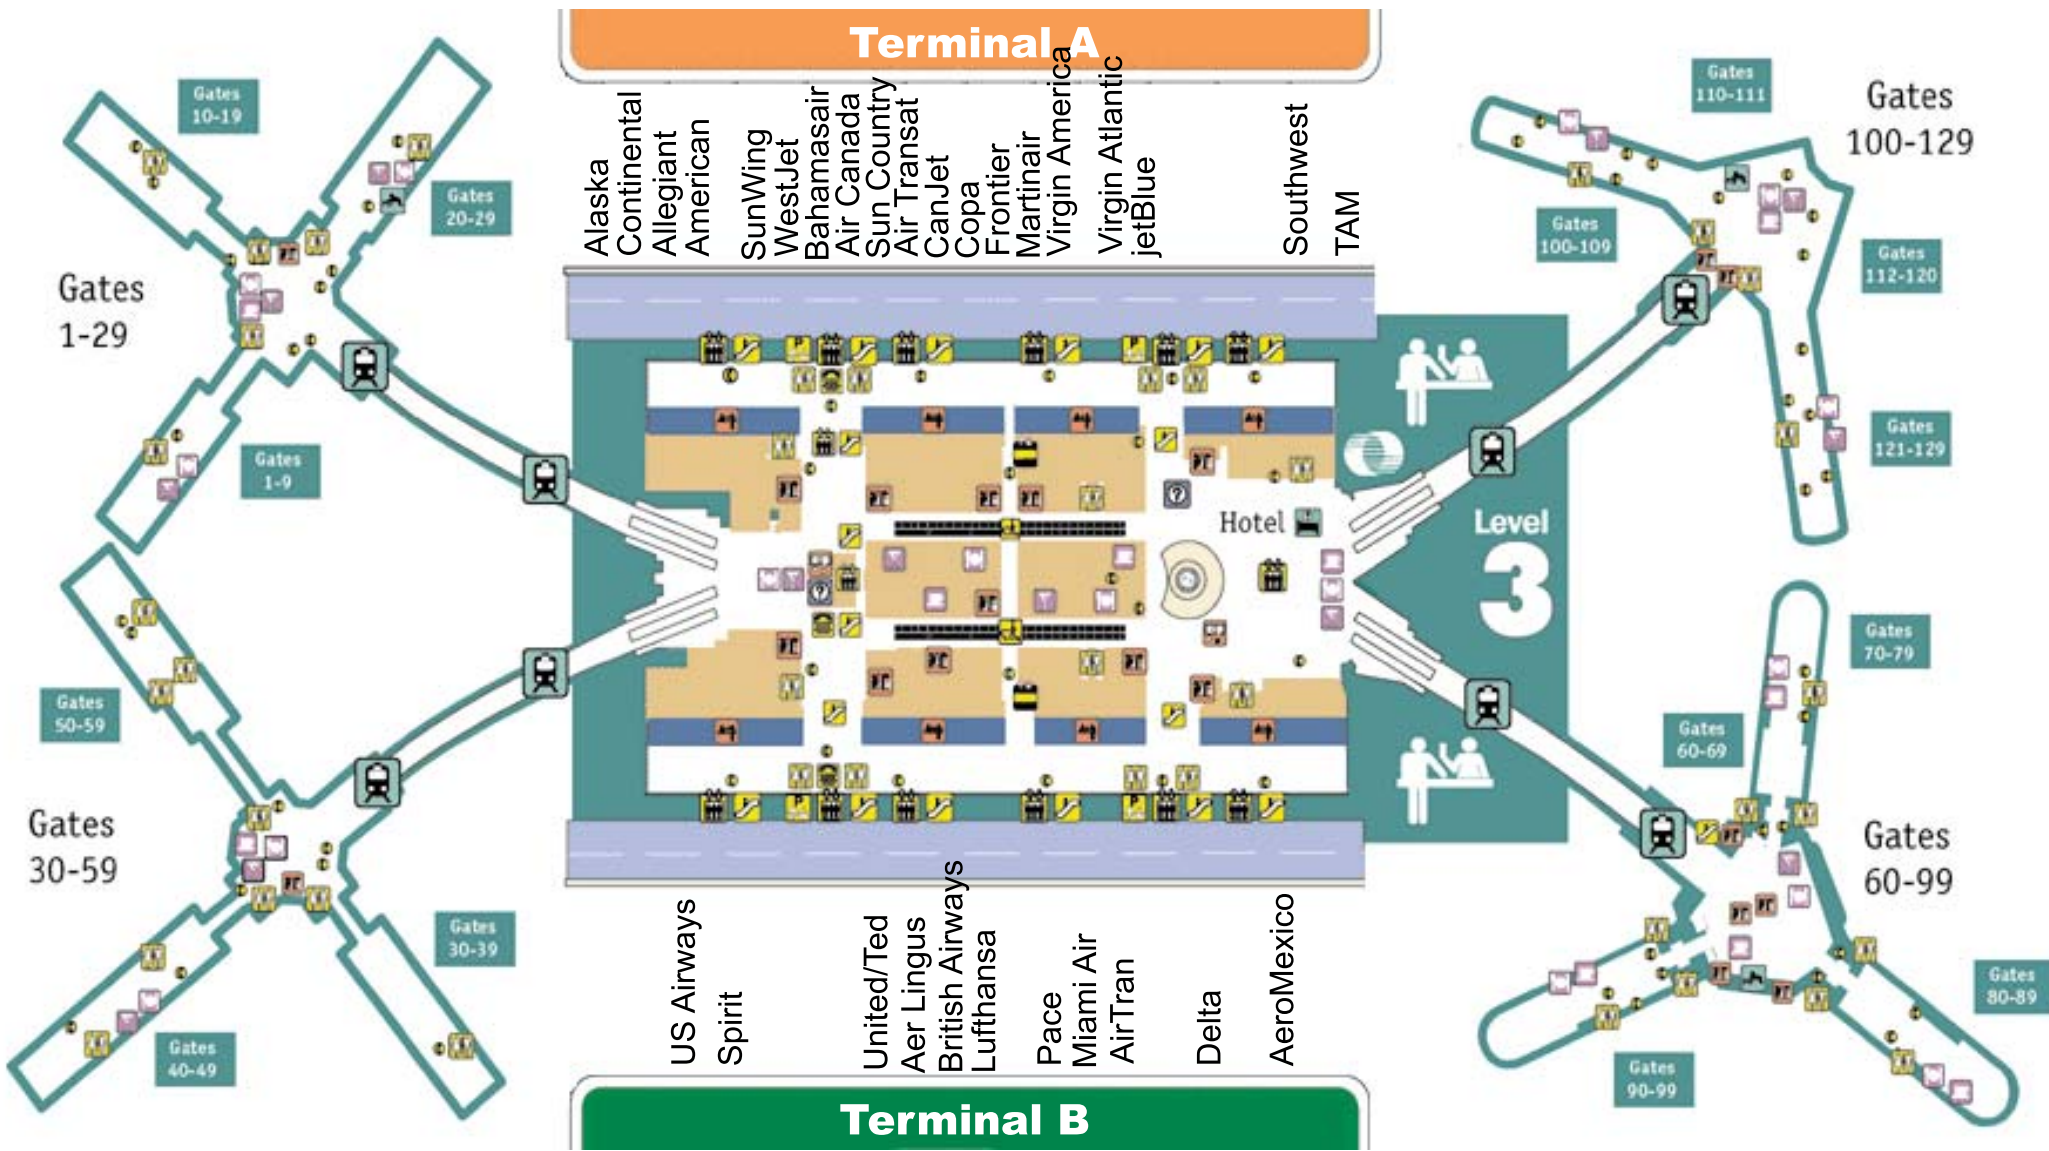 Terminal A
Gates
10-19
Gates
20-29
Gates
1-29
Gates
1-9
Alaska
Continental
Allegiant
American
SunWing
WestJet
Bahamasair
Air Canada
Sun Country
Air Transat
CanJet
Copa
Frontier
Martinair
Virgin America
Virgin Atlantic
jetBlue
Southwest
TAM
Gates
110-111
Gates
100-129
Gates
100-109
Gates
112-120
Gates
121-129
Hotel
Level
3
Gates
50-59
Gates
30-59
Gates
30-39
Gates
40-49
Gates
70-79
Gates
60-69
Gates
60-99
Gates
80-89
Gates
90-99
US Airways
Spirit
United/Ted
Aer Lingus
British Airways
Lufthansa
Pace
Miami Air
AirTran
Delta
AeroMexico
Terminal B